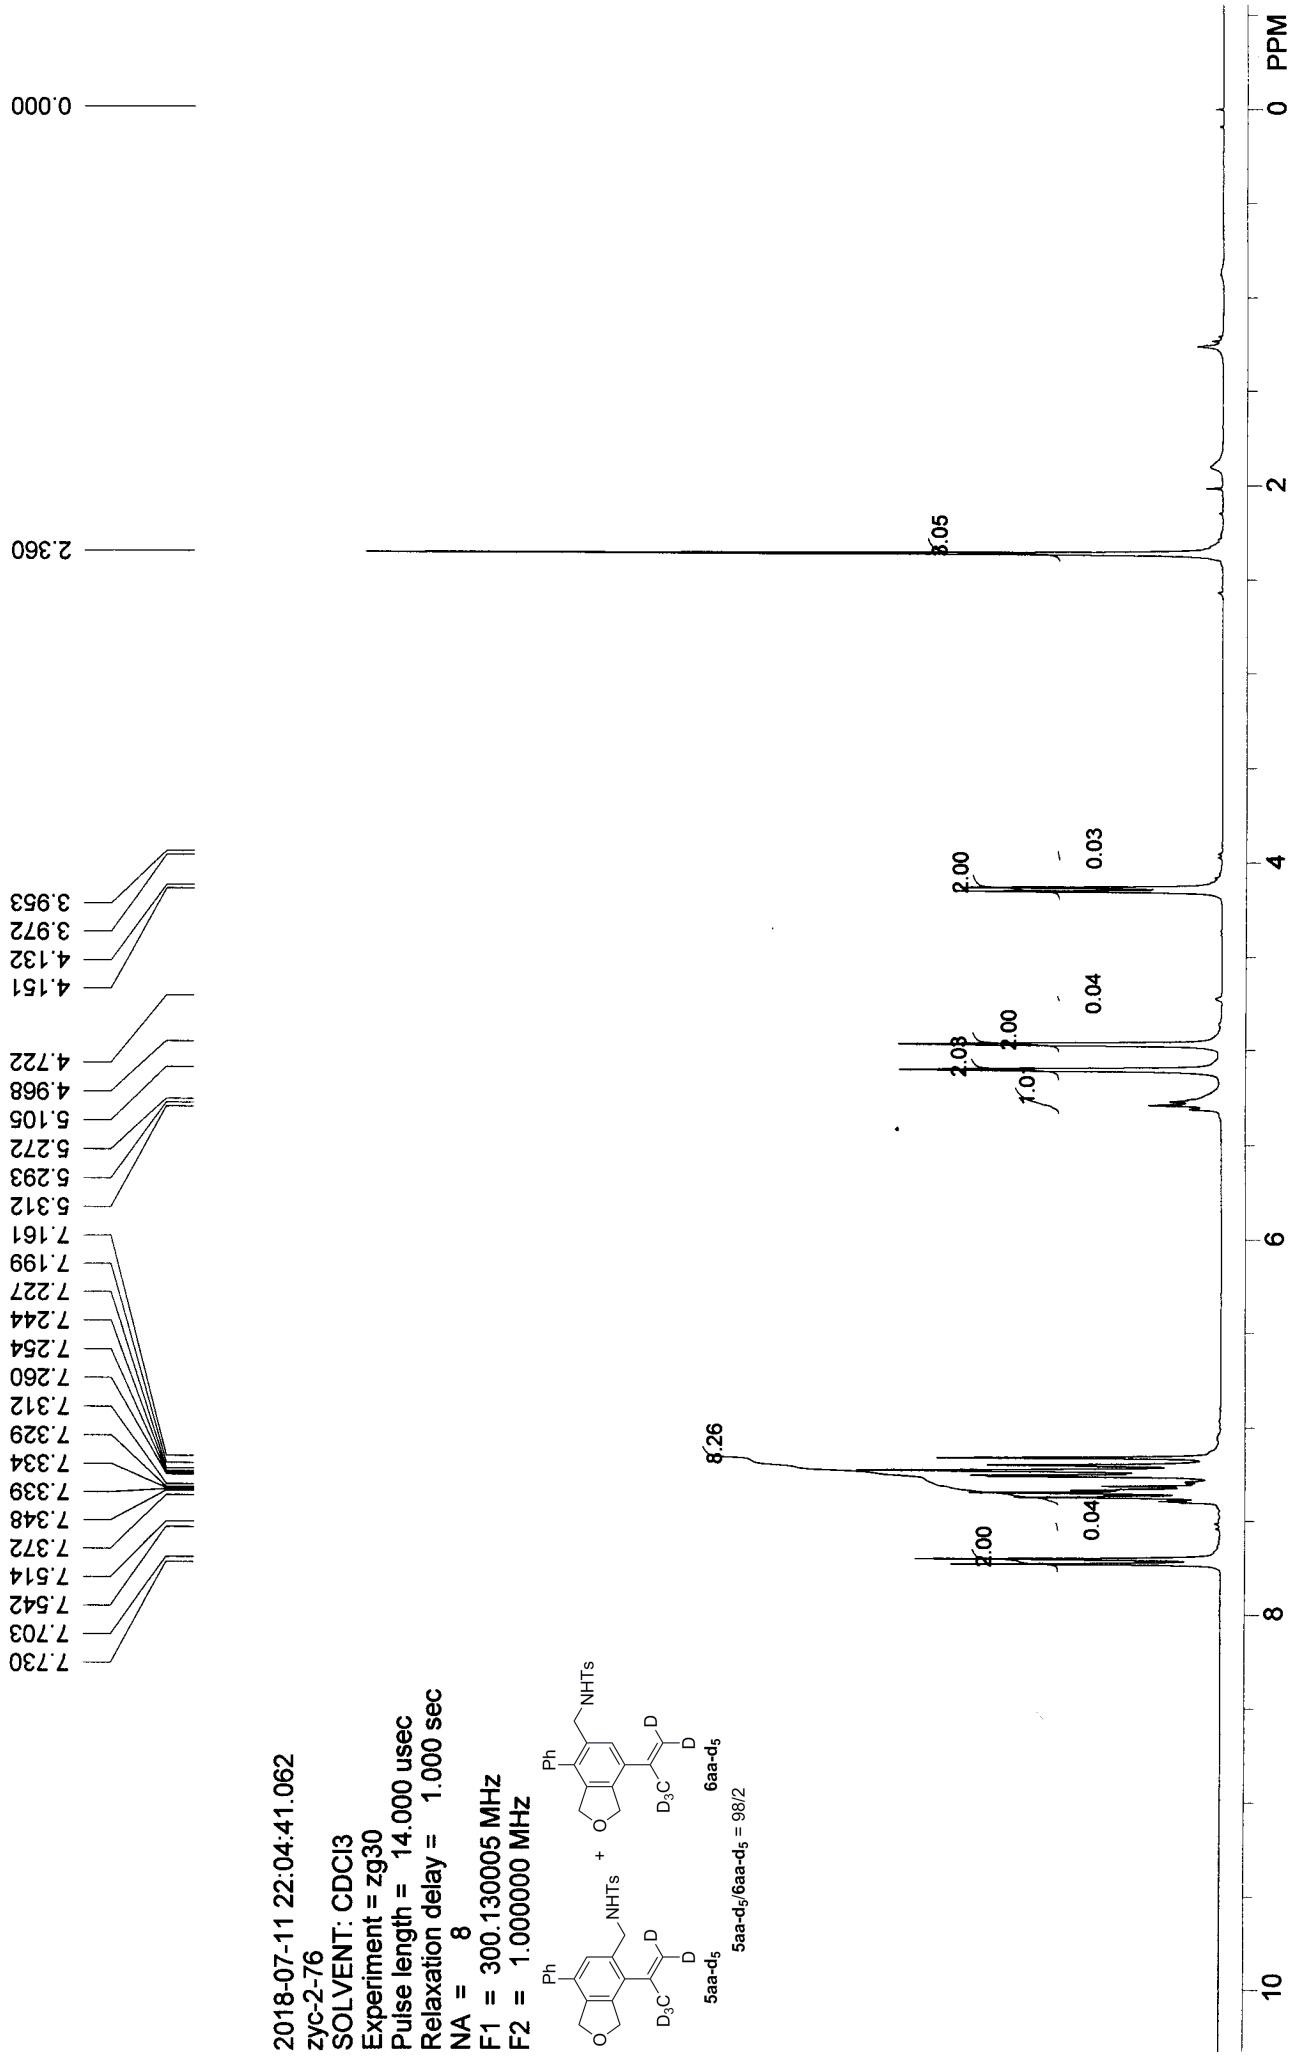 7.730
7.703
7.542
7.514
7.372
7.348
7.339
7.334
7.329
7.312
7.260
7.254
7.244
7.227
7.199
7.161
5.312
5.293
5.272
5.105
4.968
4.722
4.151
4.132
3.972
3.953
2.360
0.000
2018-07-11 22:04:41.062
zyc-2-76
SOLVENT: CDCl3
Experiment = zg30
Pulse length = 14.000 usec
Relaxation delay = 1.000 sec
NA = 8
F1 = 300.130005 MHz
F2 = 1.000000 MHz
Ph
NHTs
O
D3C
D
D
5aa-d5
+
Ph
NHTs
O
D3C
D
D
6aa-d5
5aa-d5/6aa-d5 = 98/2
2.00
0.04
8.26
1.01
2.03
2.00
0.04
2.00
0.03
3.05
10
8
6
4
2
0
PPM